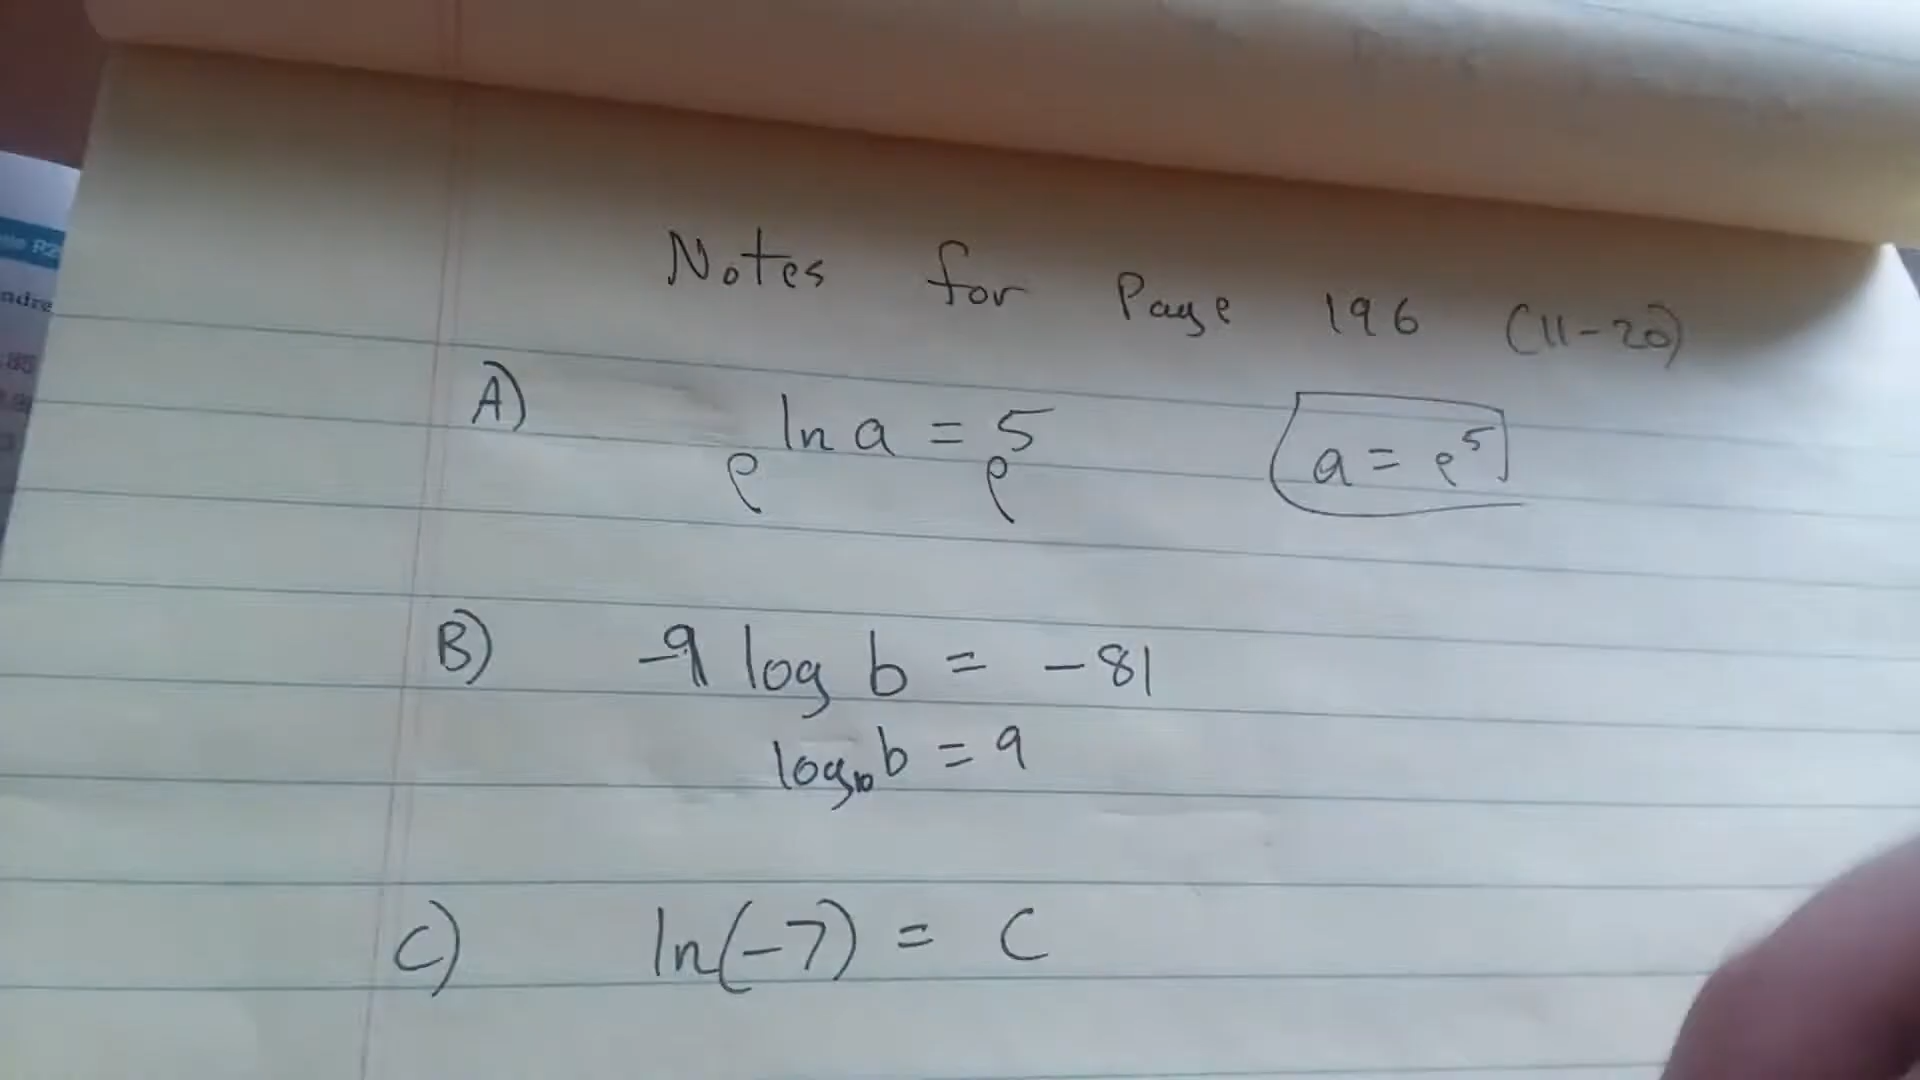 Notes for Page 196 (11-20)
A) e^ln a = e^5 a = e^5
B) -9 log b = -81
log₁₀ b = 9
C) ln(-7) = C